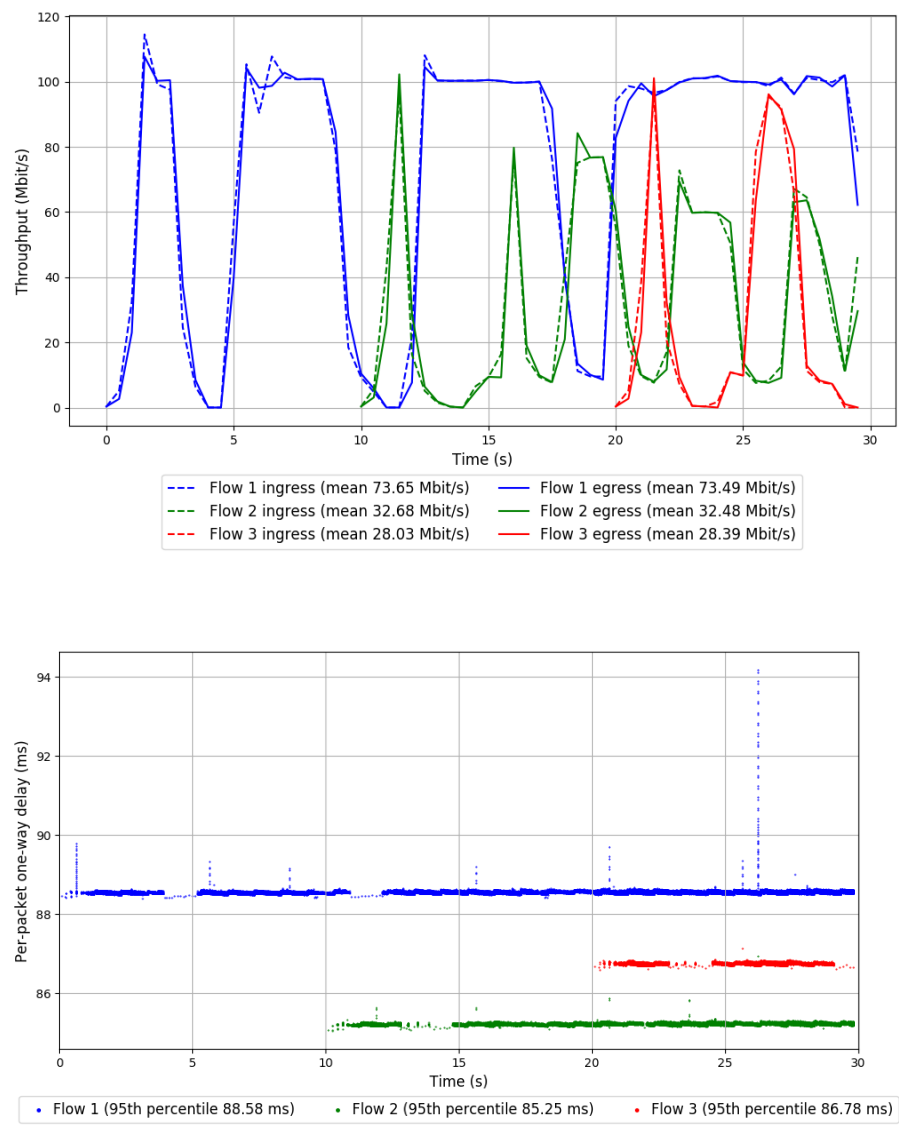 120
100
80
60
40
20
0
Throughput (Mbit/s)
0 5 10 15 20 25 30
Time (s)
Flow 1 ingress (mean 73.65 Mbit/s) Flow 1 egress (mean 73.49 Mbit/s)
Flow 2 ingress (mean 32.68 Mbit/s) Flow 2 egress (mean 32.48 Mbit/s)
Flow 3 ingress (mean 28.03 Mbit/s) Flow 3 egress (mean 28.39 Mbit/s)
94
92
90
88
86
Per-packet one-way delay (ms)
0 5 10 15 20 25 30
Time (s)
Flow 1 (95th percentile 88.58 ms) Flow 2 (95th percentile 85.25 ms) Flow 3 (95th percentile 86.78 ms)